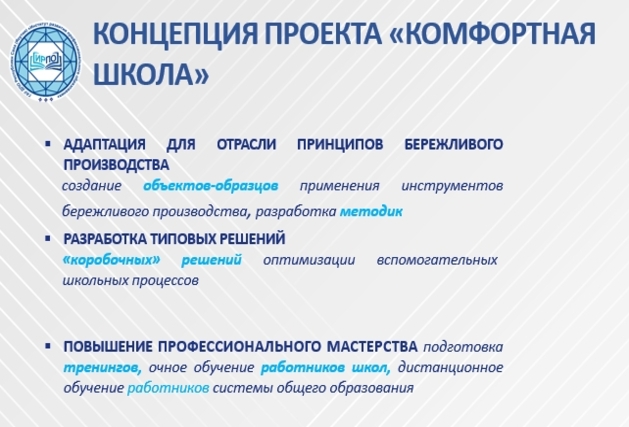 ИРПО
КОНЦЕПЦИЯ ПРОЕКТА «КОМФОРТНАЯ
ШКОЛА»
▪ АДАПТАЦИЯ ДЛЯ ОТРАСЛИ ПРИНЦИПОВ БЕРЕЖЛИВОГО
ПРОИЗВОДСТВА
создание объектов-образцов применения инструментов
бережливого производства, разработка методик
▪ РАЗРАБОТКА ТИПОВЫХ РЕШЕНИЙ
«коробочных» решений оптимизации вспомогательных
школьных процессов
▪ ПОВЫШЕНИЕ ПРОФЕССИОНАЛЬНОГО МАСТЕРСТВА подготовка
тренингов, очное обучение работников школ, дистанционное
обучение работников системы общего образования